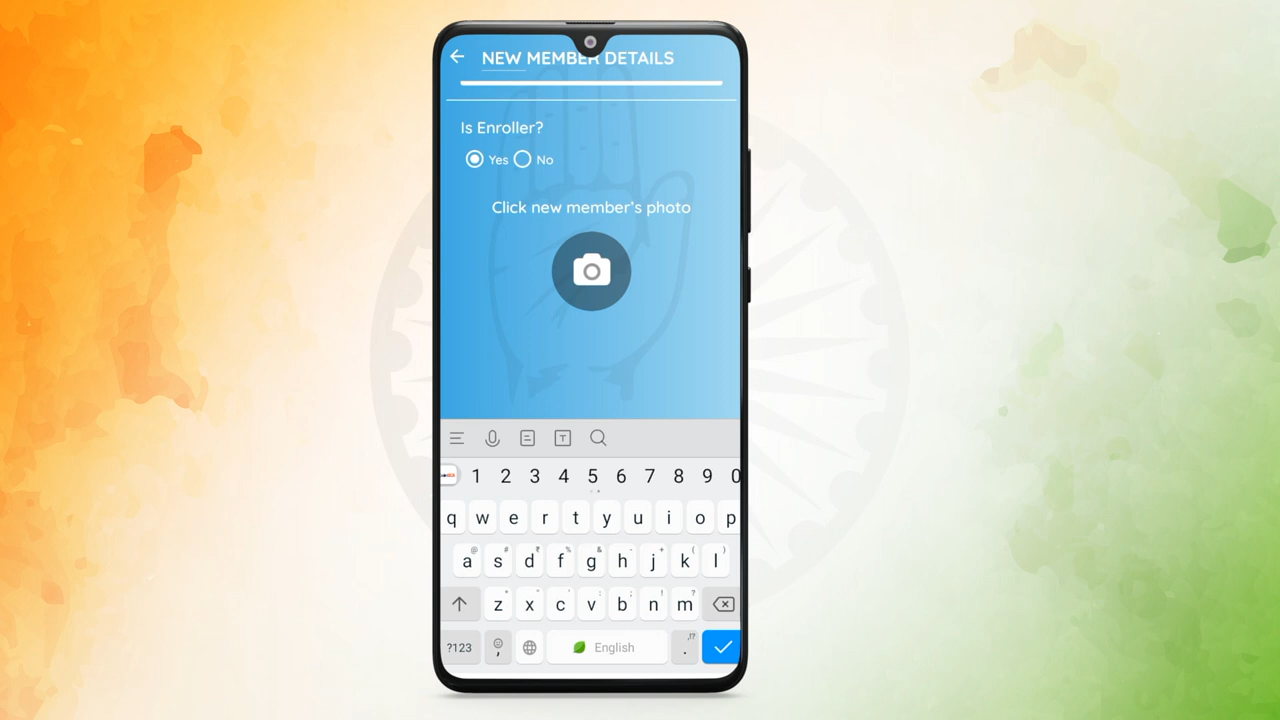 NEW MEMBER DETAILS
Is Enroller?
Yes No
Click new member's photo
1 2 3 4 5 6 7 8 9 0
q w e r t y u i o p
@ # ₹ % & - + ( )
a s d f g h j k l
* " ' : ; ! ?
z x c v b n m
,!?
?123 , English .